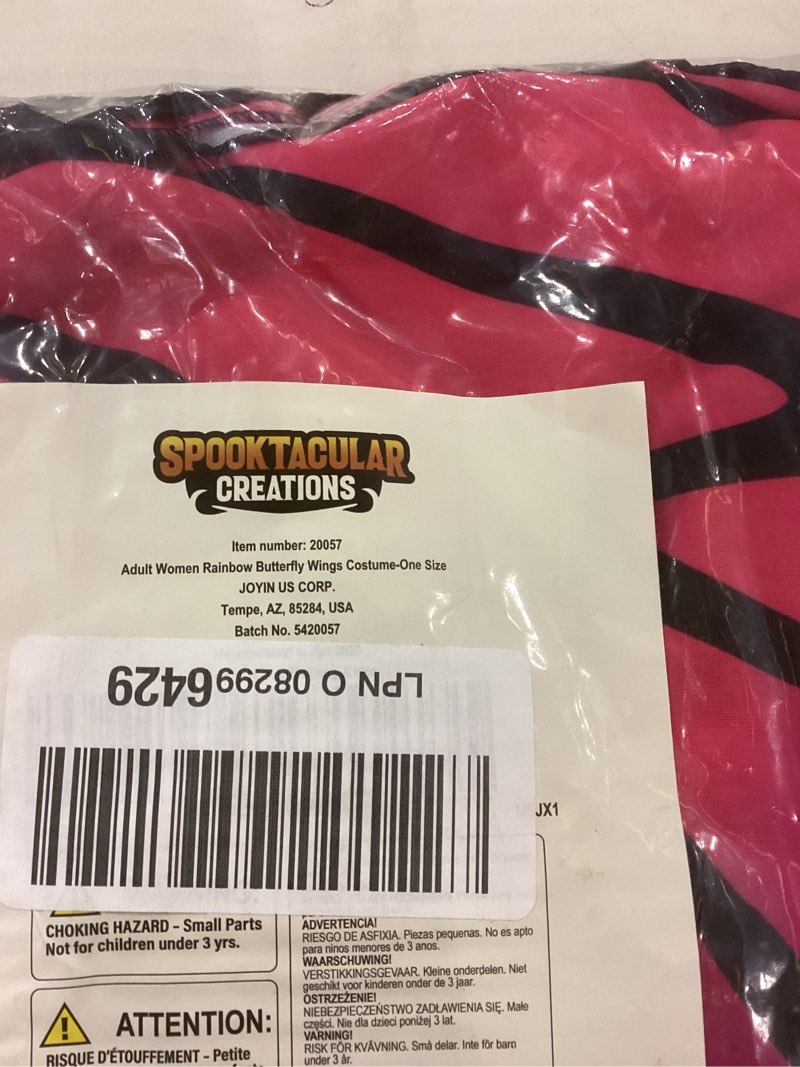 SPOOKTACULAR
CREATIONS
Item number: 20057
Adult Women Rainbow Butterfly Wings Costume-One Size
JOYIN US CORP.
Tempe, AZ, 85284, USA
Batch No. 5420057
LPN O 0829996429
JX1
CHOKING HAZARD - Small Parts
Not for children under 3 yrs.
ATTENTION:
RISQUE D'ÉTOUFFEMENT - Petite
ADVERTENCIA!
RIESGO DE ASFIXIA. Piezas pequenas. No es apto
para ninos menores de 3 anos.
WAARSCHUWING!
VERSTIKKINGSGEVAAR. Kleine onderdelen. Niet
geschikt voor kinderen onder de 3 jaar.
OSTRZEŻENIE!
NIEBEZPIECZEŃSTWO ZADŁAWIENIA SIĘ. Małe
części. Nie dla dzieci poniżej 3 lat.
VARNING!
RISK FÖR KVÄVNING. Små delar. Inte för barn
under 3 år.